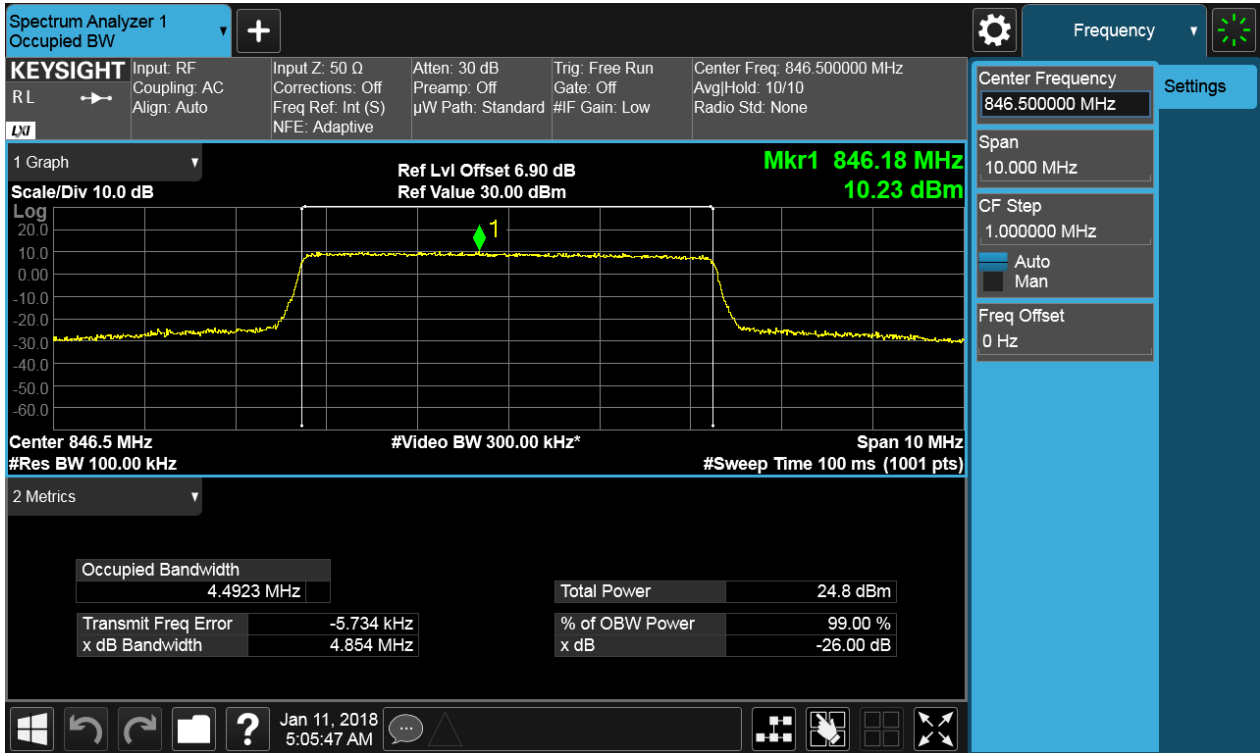 Spectrum Analyzer 1
Occupied BW
+
Frequency
KEYSIGHT
RL
LXI
Input: RF
Coupling: AC
Align: Auto
Input Z: 50 Ω
Corrections: Off
Freq Ref: Int (S)
NFE: Adaptive
Atten: 30 dB
Preamp: Off
µW Path: Standard
Trig: Free Run
Gate: Off
#IF Gain: Low
Center Freq: 846.500000 MHz
Avg|Hold: 10/10
Radio Std: None
Center Frequency
846.500000 MHz
Settings
Span
10.000 MHz
CF Step
1.000000 MHz
Auto
Man
Freq Offset
0 Hz
1 Graph
Scale/Div 10.0 dB
Ref Lvl Offset 6.90 dB
Ref Value 30.00 dBm
Mkr1 846.18 MHz
10.23 dBm
Log
20.0
10.0
0.00
-10.0
-20.0
-30.0
-40.0
-50.0
-60.0
1
Center 846.5 MHz
#Video BW 300.00 kHz*
Span 10 MHz
#Res BW 100.00 kHz
#Sweep Time 100 ms (1001 pts)
2 Metrics
Occupied Bandwidth
4.4923 MHz
Total Power 24.8 dBm
Transmit Freq Error -5.734 kHz
% of OBW Power 99.00 %
x dB Bandwidth 4.854 MHz
x dB -26.00 dB
?
Jan 11, 2018
5:05:47 AM